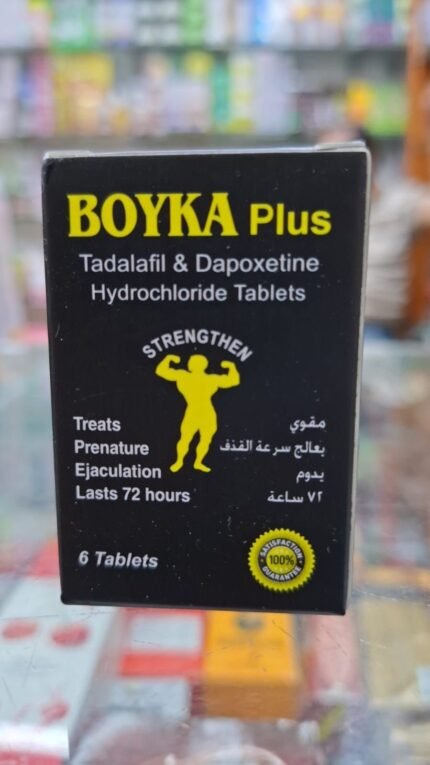 BOYKA Plus
Tadalafil & Dapoxetine
Hydrochloride Tablets
STRENGTHEN
Treats
Prenature
Ejaculation
Lasts 72 hours
مقوي
يعالج سرعة القذف
يدوم
٧٢ ساعة
6 Tablets
SATISFACTION
100%
GUARANTEE